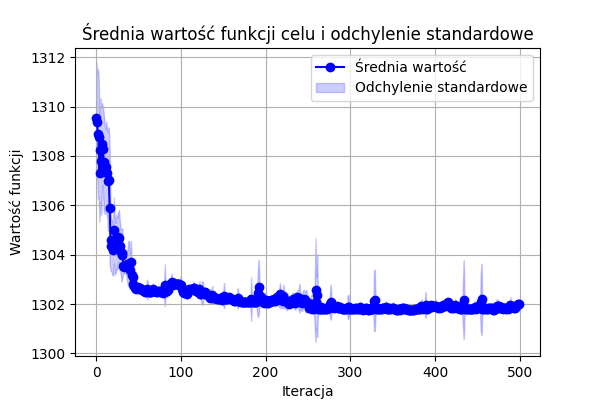 Średnia wartość funkcji celu i odchylenie standardowe
Średnia wartość
Odchylenie standardowe
Wartość funkcji
1312
1310
1308
1306
1304
1302
1300
0 100 200 300 400 500
Iteracja